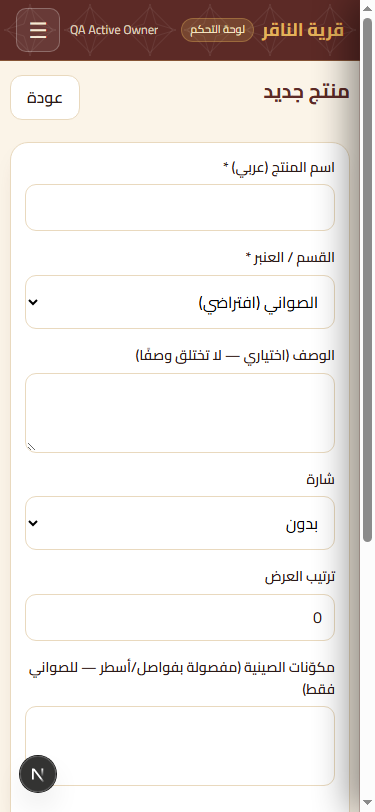 قرية الناقر
لوحة التحكم
QA Active Owner
منتج جديد
عودة
اسم المنتج (عربي) *
القسم / العنبر *
الصواني (افتراضي)
الوصف (اختياري — لا تختلق وصفًا)
شارة
بدون
ترتيب العرض
0
مكوّنات الصينية (مفصولة بفواصل/أسطر — للصواني
فقط)
N